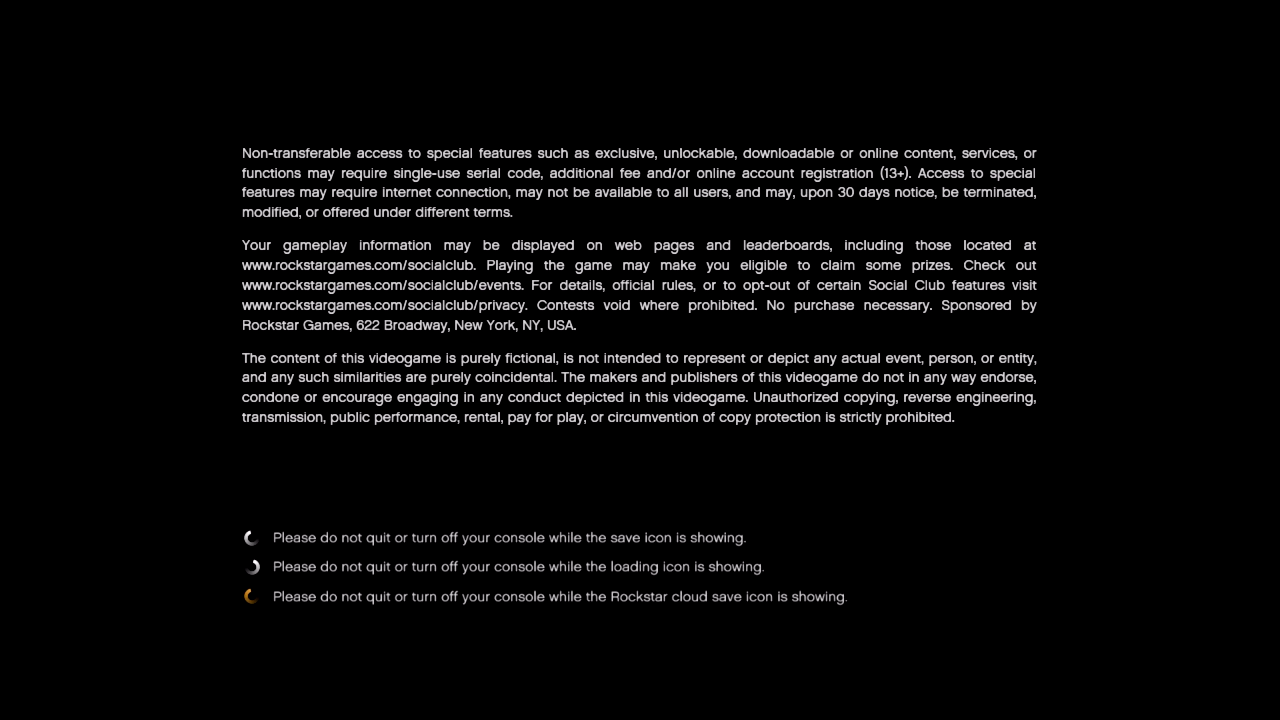 Non-transferable access to special features such as exclusive, unlockable, downloadable or online content, services, or
functions may require single-use serial code, additional fee and/or online account registration (13+). Access to special
features may require internet connection, may not be available to all users, and may, upon 30 days notice, be terminated,
modified, or offered under different terms.
Your gameplay information may be displayed on web pages and leaderboards, including those located at
www.rockstargames.com/socialclub. Playing the game may make you eligible to claim some prizes. Check out
www.rockstargames.com/socialclub/events. For details, official rules, or to opt-out of certain Social Club features visit
www.rockstargames.com/socialclub/privacy. Contests void where prohibited. No purchase necessary. Sponsored by
Rockstar Games, 622 Broadway, New York, NY, USA.
The content of this videogame is purely fictional, is not intended to represent or depict any actual event, person, or entity,
and any such similarities are purely coincidental. The makers and publishers of this videogame do not in any way endorse,
condone or encourage engaging in any conduct depicted in this videogame. Unauthorized copying, reverse engineering,
transmission, public performance, rental, pay for play, or circumvention of copy protection is strictly prohibited.
Please do not quit or turn off your console while the save icon is showing.
Please do not quit or turn off your console while the loading icon is showing.
Please do not quit or turn off your console while the Rockstar cloud save icon is showing.